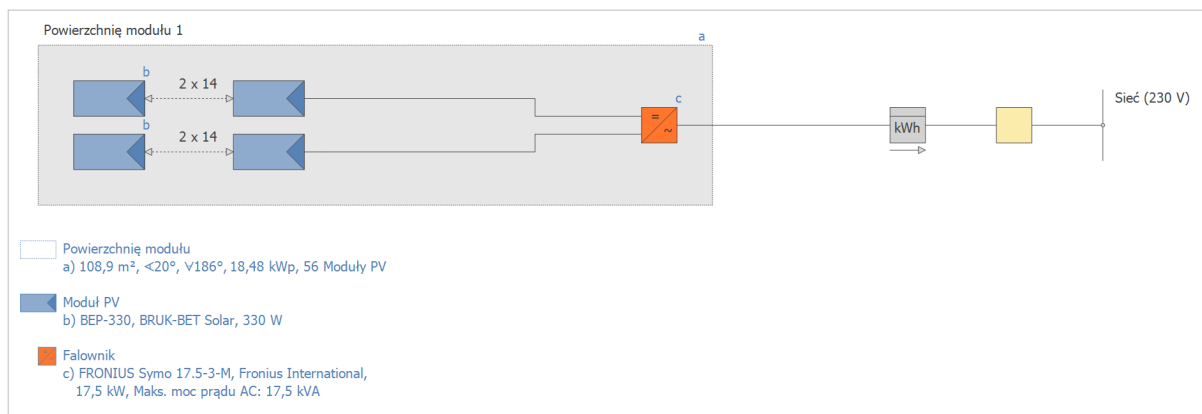 Powierzchnię modułu 1
a
b
2 x 14
c
Sieć (230 V)
=
~
kWh
b
2 x 14
Powierzchnię modułu
a) 108,9 m², ∢20°, ∨186°, 18,48 kWp, 56 Moduły PV
Moduł PV
b) BEP-330, BRUK-BET Solar, 330 W
Falownik
c) FRONIUS Symo 17.5-3-M, Fronius International,
17,5 kW, Maks. moc prądu AC: 17,5 kVA